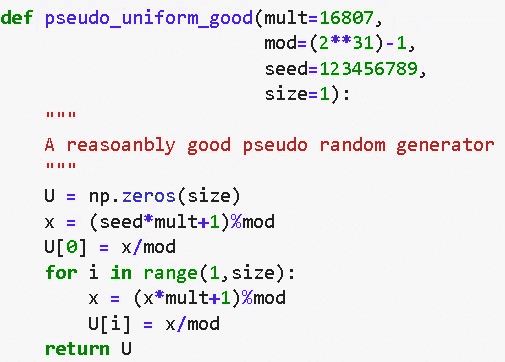 def pseudo_uniform_good(mult=16807,
                        mod=(2**31)-1,
                        seed=123456789,
                        size=1):
    """
    A reasoanbly good pseudo random generator
    """
    U = np.zeros(size)
    x = (seed*mult+1)%mod
    U[0] = x/mod
    for i in range(1,size):
        x = (x*mult+1)%mod
        U[i] = x/mod
    return U